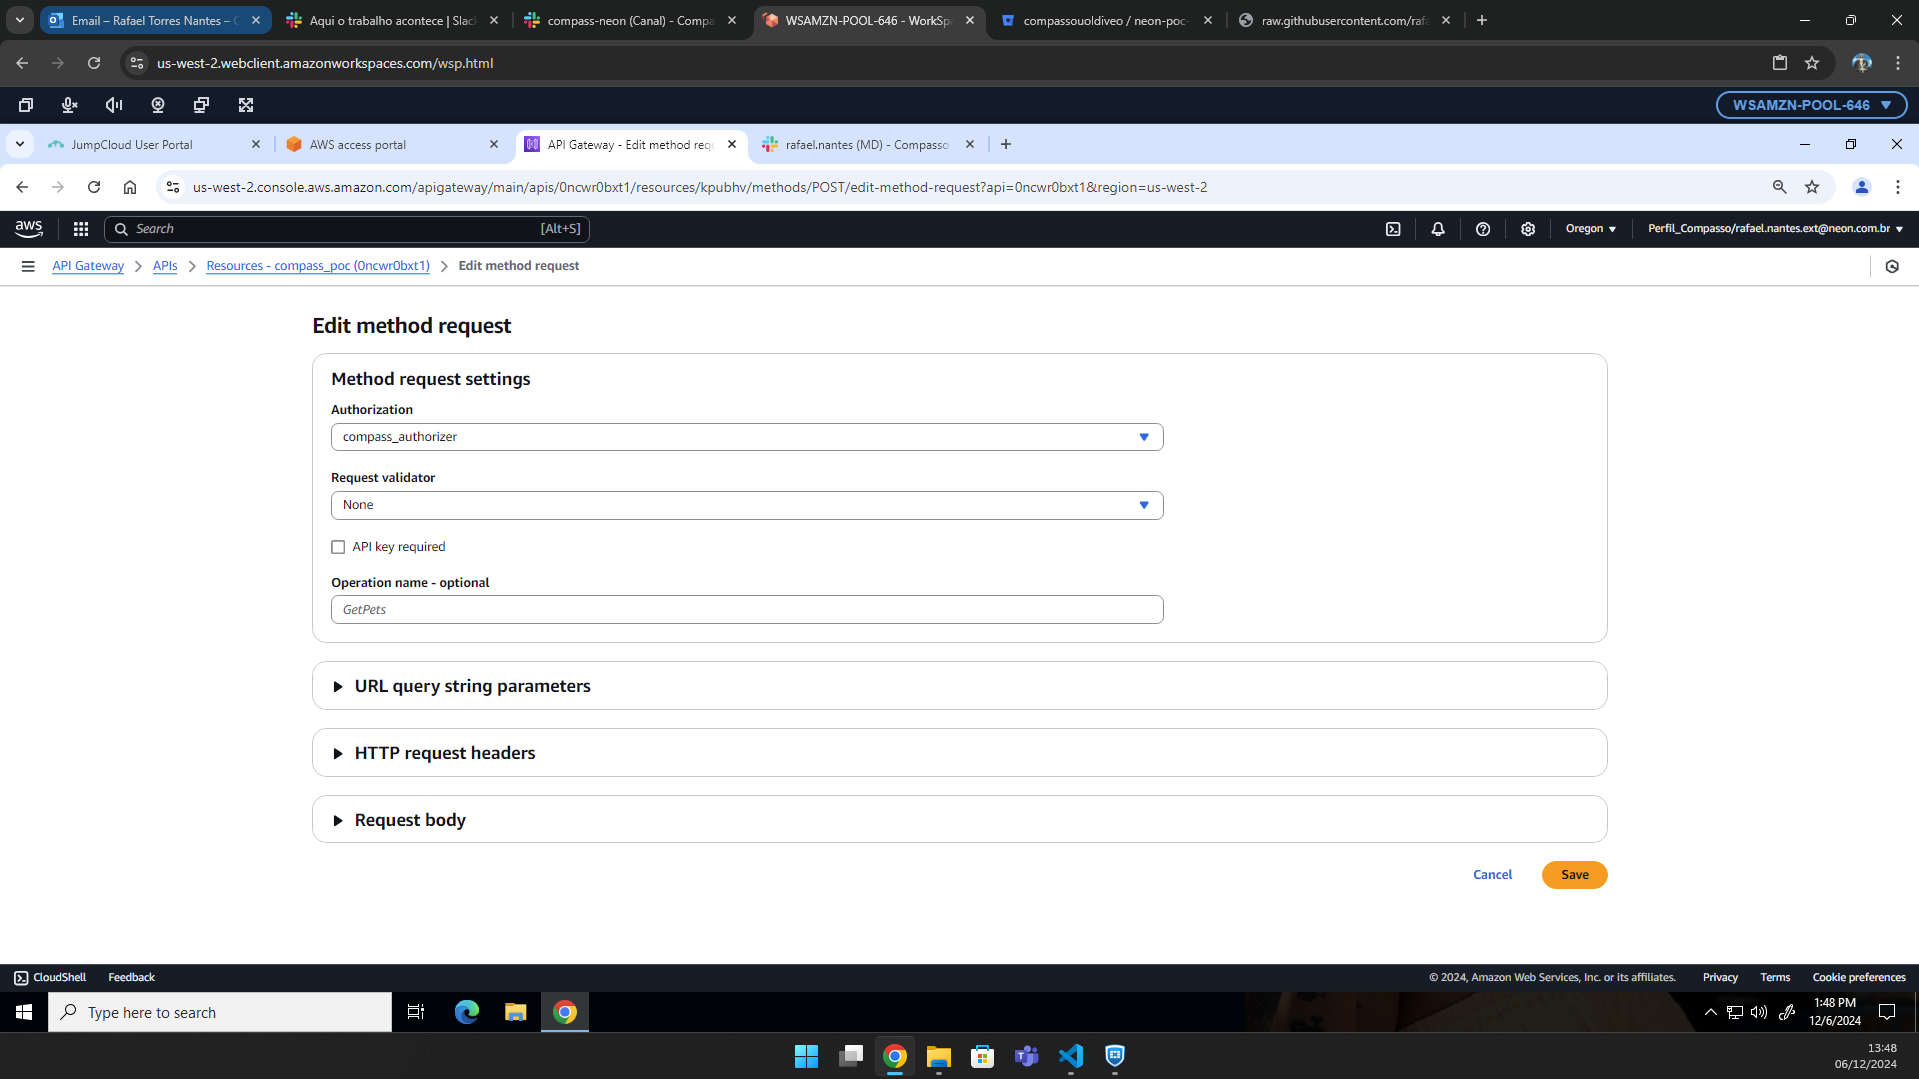 Email – Rafael Torres Nantes – O
Aqui o trabalho acontece | Slack
compass-neon (Canal) - Compa
WSAMZN-POOL-646 - WorkSpa
compassouoldiveo / neon-poc-
raw.githubusercontent.com/rafa
us-west-2.webclient.amazonworkspaces.com/wsp.html
WSAMZN-POOL-646
JumpCloud User Portal
AWS access portal
API Gateway - Edit method requ
rafael.nantes (MD) - Compasso
us-west-2.console.aws.amazon.com/apigateway/main/apis/0ncwr0bxt1/resources/kpubhv/methods/POST/edit-method-request?api=0ncwr0bxt1&region=us-west-2
aws
Search
[Alt+S]
Oregon
Perfil_Compasso/rafael.nantes.ext@neon.com.br
API Gateway
APIs
Resources - compass_poc (0ncwr0bxt1)
Edit method request
Edit method request
Method request settings
Authorization
compass_authorizer
Request validator
None
API key required
Operation name - optional
GetPets
URL query string parameters
HTTP request headers
Request body
Cancel
Save
CloudShell
Feedback
© 2024, Amazon Web Services, Inc. or its affiliates.
Privacy
Terms
Cookie preferences
Type here to search
1:48 PM
12/6/2024
13:48
06/12/2024